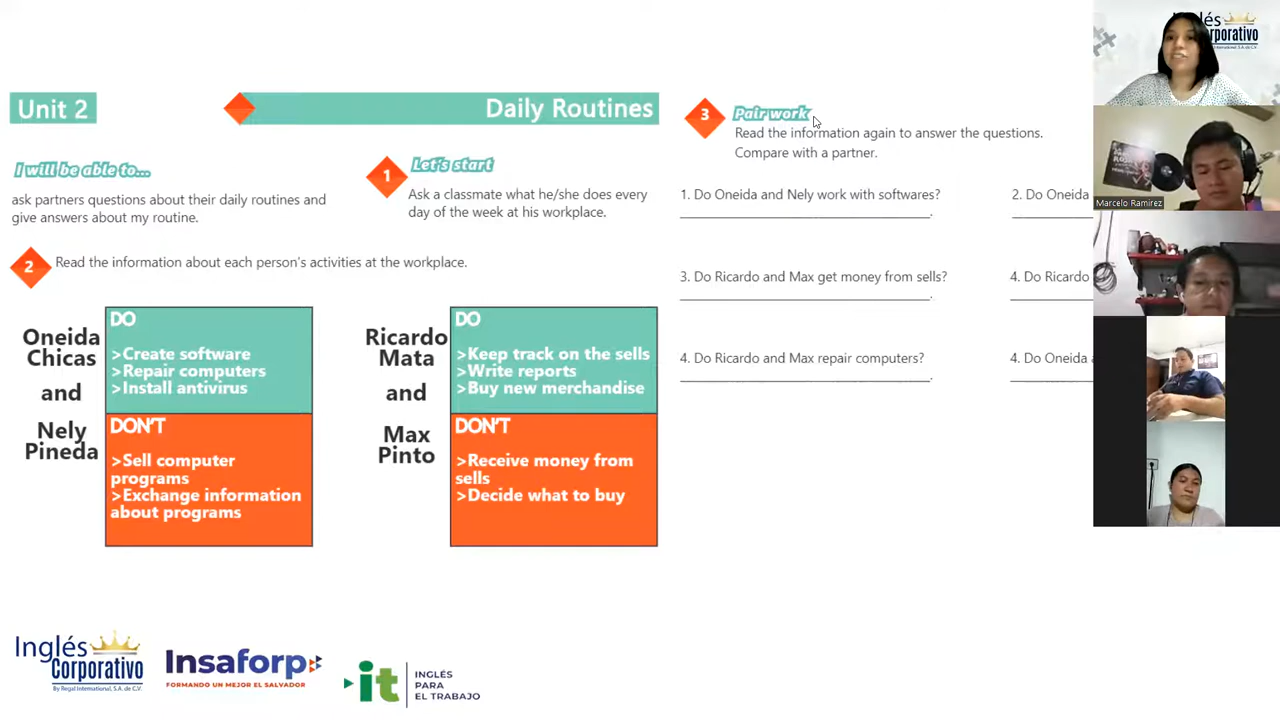 Unit 2
Daily Routines
I will be able to...
ask partners questions about their daily routines and
give answers about my routine.
1
Let's start
Ask a classmate what he/she does every
day of the week at his workplace.
2
Read the information about each person's activities at the workplace.
Oneida
Chicas
and
Nely
Pineda
DO
>Create software
>Repair computers
>Install antivirus
DON'T
>Sell computer
programs
>Exchange information
about programs
Ricardo
Mata
and
Max
Pinto
DO
>Keep track on the sells
>Write reports
>Buy new merchandise
DON'T
>Receive money from
sells
>Decide what to buy
3
Pair work
Read the information again to answer the questions.
Compare with a partner.
1. Do Oneida and Nely work with softwares?
2. Do Oneida
3. Do Ricardo and Max get money from sells?
4. Do Ricardo
4. Do Ricardo and Max repair computers?
4. Do Oneida
Inglés
Corporativo
By Regal International, S.A. de C.V.
Insaforp
FORMANDO UN MEJOR EL SALVADOR
it
INGLÉS
PARA
EL TRABAJO
Inglés
rporativo
Marcelo Ramirez